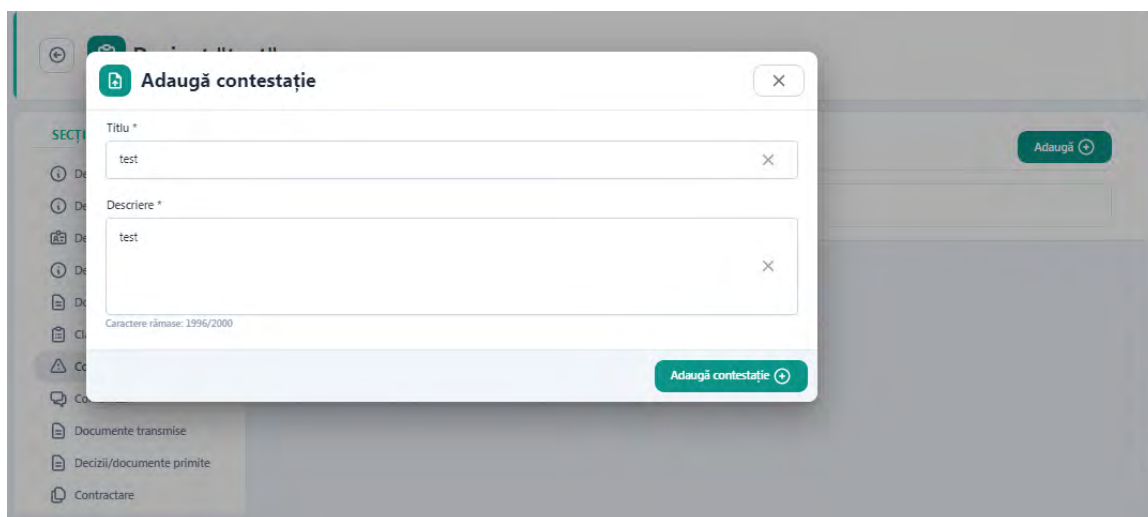 Adaugă contestație
Titlu *
test
Descriere *
test
Caractere rămase: 1996/2000
Adaugă contestație
Adaugă
Documente transmise
Decizii/documente primite
Contractare